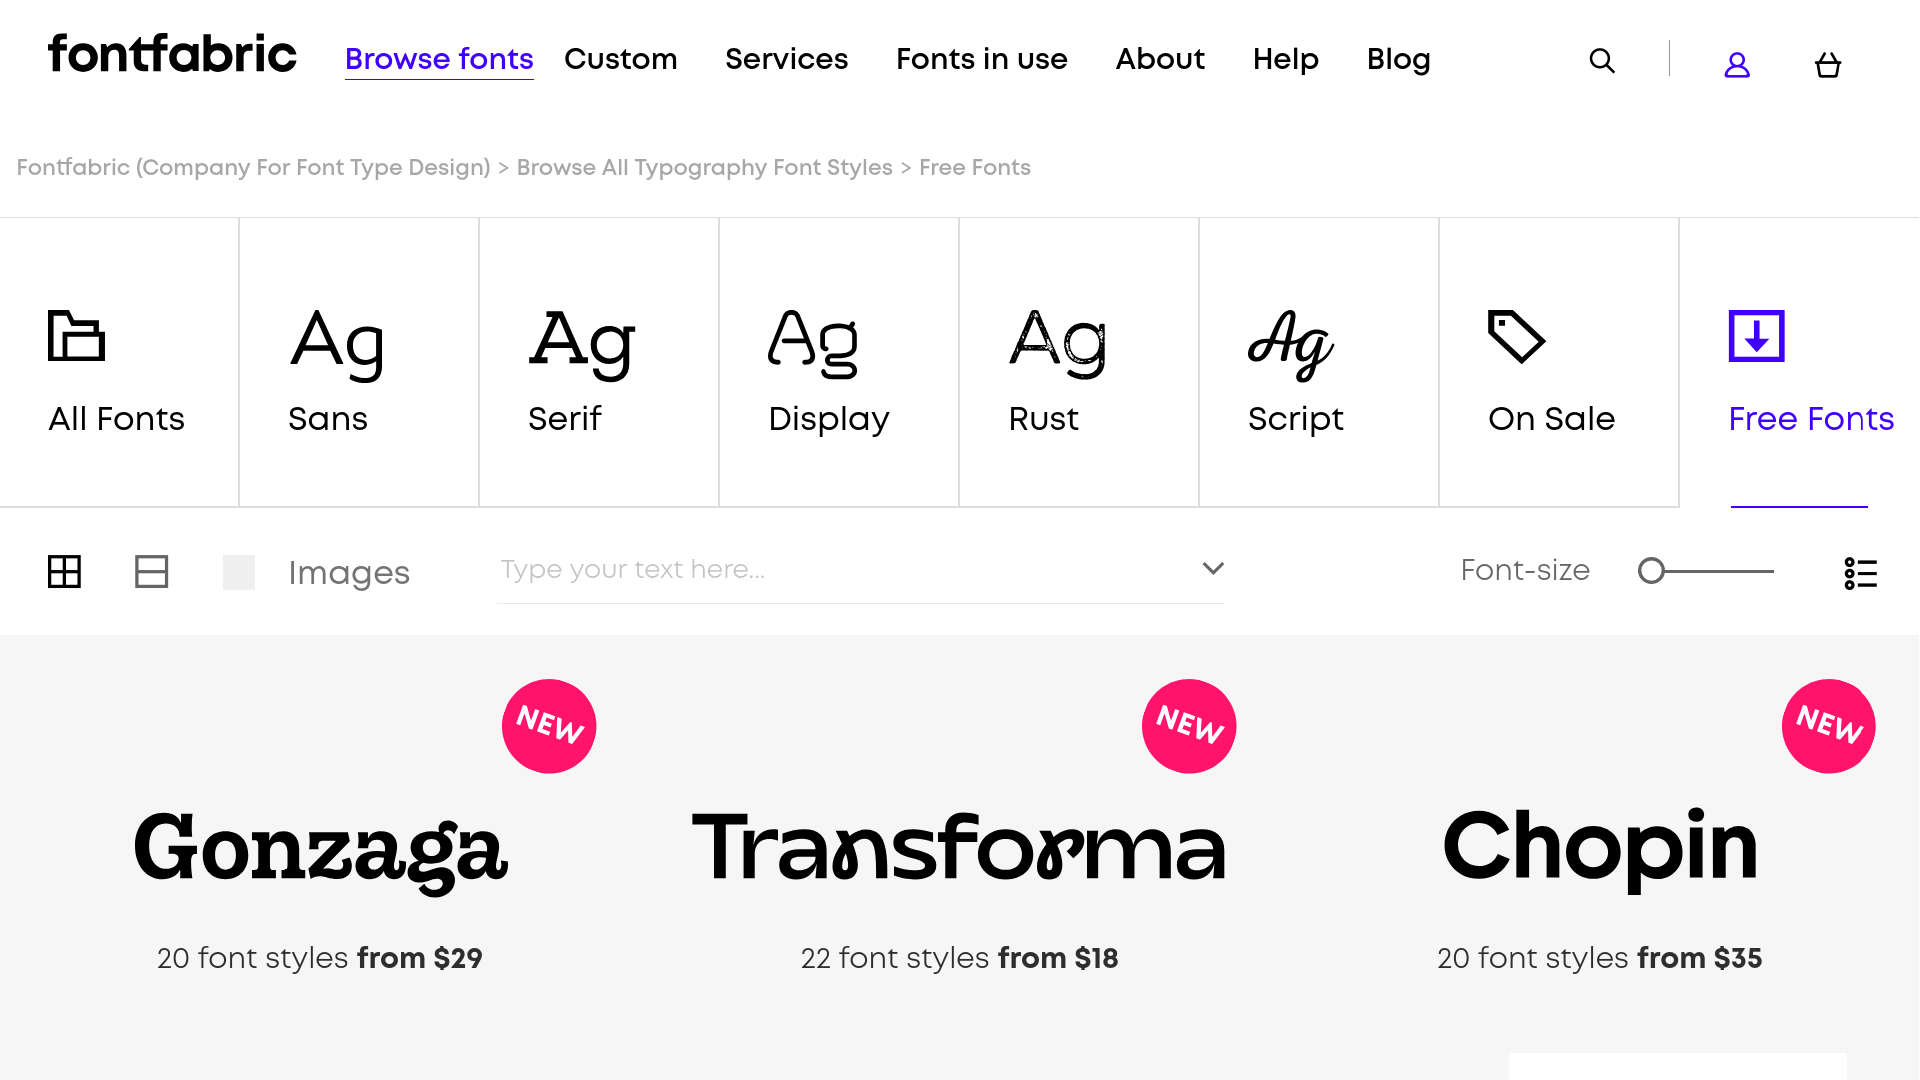 fontfabric Browse fonts Custom Services Fonts in use About Help Blog
Fontfabric (Company For Font Type Design) > Browse All Typography Font Styles > Free Fonts
Ag Ag Ag Ag Ag
All Fonts Sans Serif Display Rust Script On Sale Free Fonts
Images Type your text here... Font-size
NEW NEW NEW
Gonzaga Transforma Chopin
20 font styles from $29 22 font styles from $18 20 font styles from $35